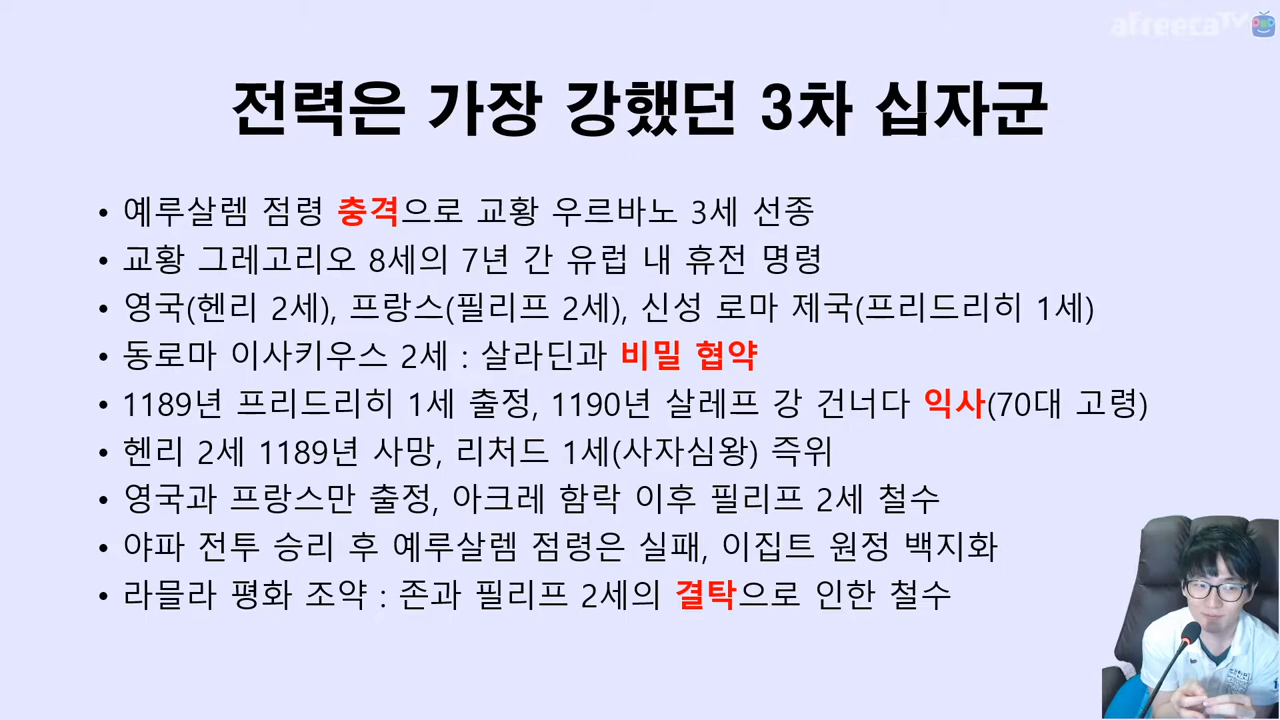 afreecaTV
전력은 가장 강했던 3차 십자군
• 예루살렘 점령 충격으로 교황 우르바노 3세 선종
• 교황 그레고리오 8세의 7년 간 유럽 내 휴전 명령
• 영국(헨리 2세), 프랑스(필리프 2세), 신성 로마 제국(프리드리히 1세)
• 동로마 이사키우스 2세 : 살라딘과 비밀 협약
• 1189년 프리드리히 1세 출정, 1190년 살레프 강 건너다 익사(70대 고령)
• 헨리 2세 1189년 사망, 리처드 1세(사자심왕) 즉위
• 영국과 프랑스만 출정, 아크레 함락 이후 필리프 2세 철수
• 야파 전투 승리 후 예루살렘 점령은 실패, 이집트 원정 백지화
• 라믈라 평화 조약 : 존과 필리프 2세의 결탁으로 인한 철수